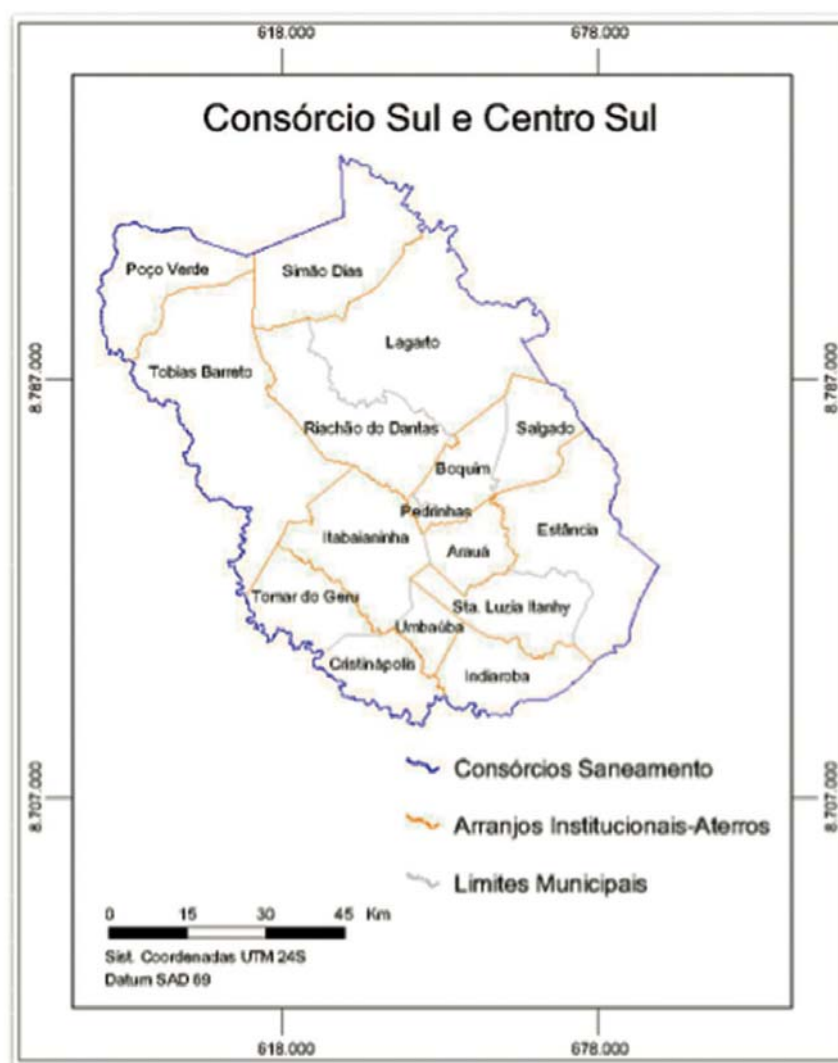 618.000 678.000
Consórcio Sul e Centro Sul
Poço Verde
Simão Dias
Lagarto
8.787.000
8.787.000
Tobias Barreto
Riachão do Dantas
Salgado
Boquim
Pedrinhas
Estância
Itabaianinha
Arauá
Tomar do Geru
Sta. Luzia Itanhy
Umbaúba
Cristinápolis
Indiaroba
Consórcios Saneamento
8.707.000
8.707.000
Arranjos Institucionais-Aterros
Limites Municipais
0 15 30 45 Km
Sist. Coordenadas UTM 24S
Datum SAD 69
618.000 678.000